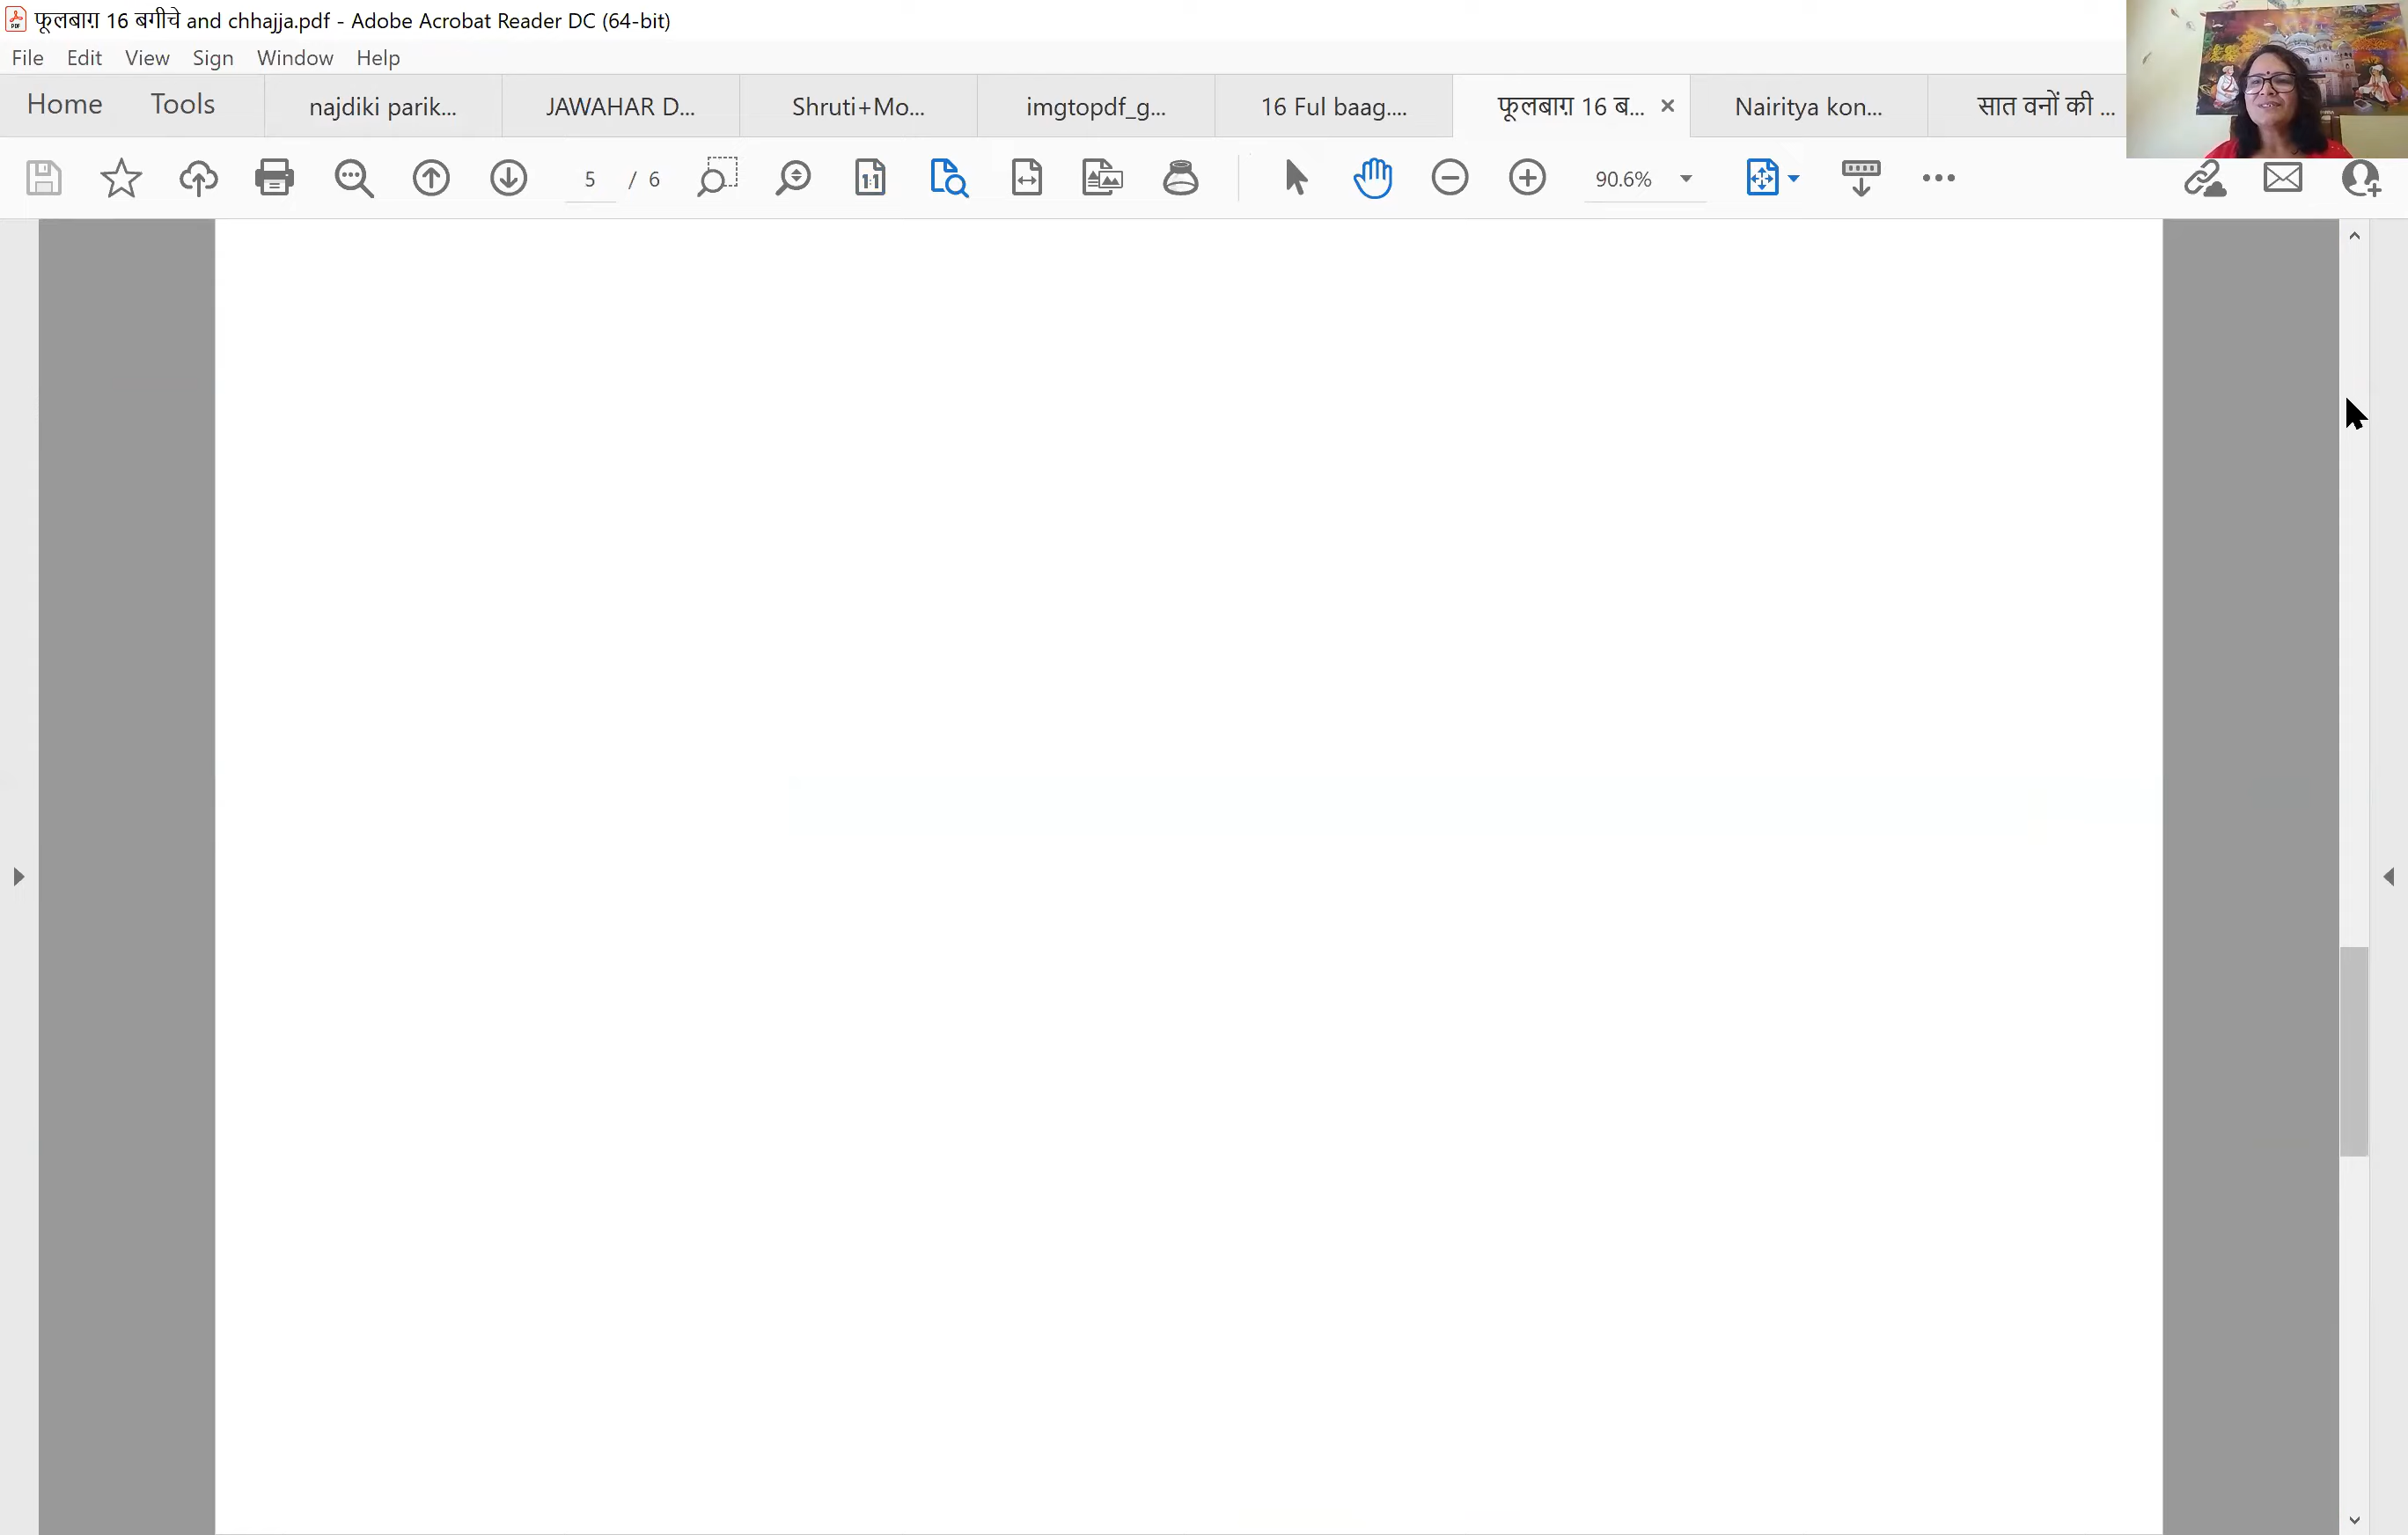 फूलबाग़ 16 बगीचे and chhajja.pdf - Adobe Acrobat Reader DC (64-bit)
File Edit View Sign Window Help
Home Tools najdiki parik... JAWAHAR D... Shruti+Mo... imgtopdf_g... 16 Ful baag.... फूलबाग़ 16 ब... Nairitya kon... सात वनों की ...
5 / 6 1:1 90.6%